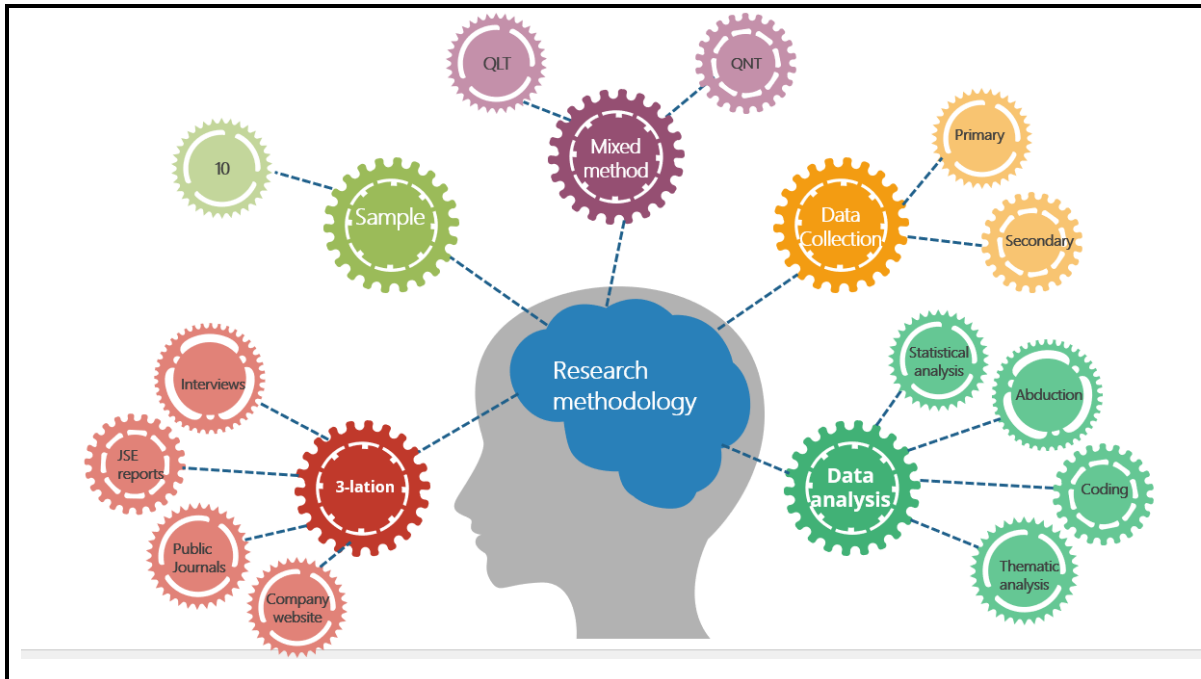 QLT
QNT
Mixed
method
10
Sample
Primary
Data
Collection
Secondary
Research
methodology
Interviews
JSE
reports
3-lation
Public
Journals
Company
website
Statistical
analysis
Abduction
Data
analysis
Coding
Thematic
analysis